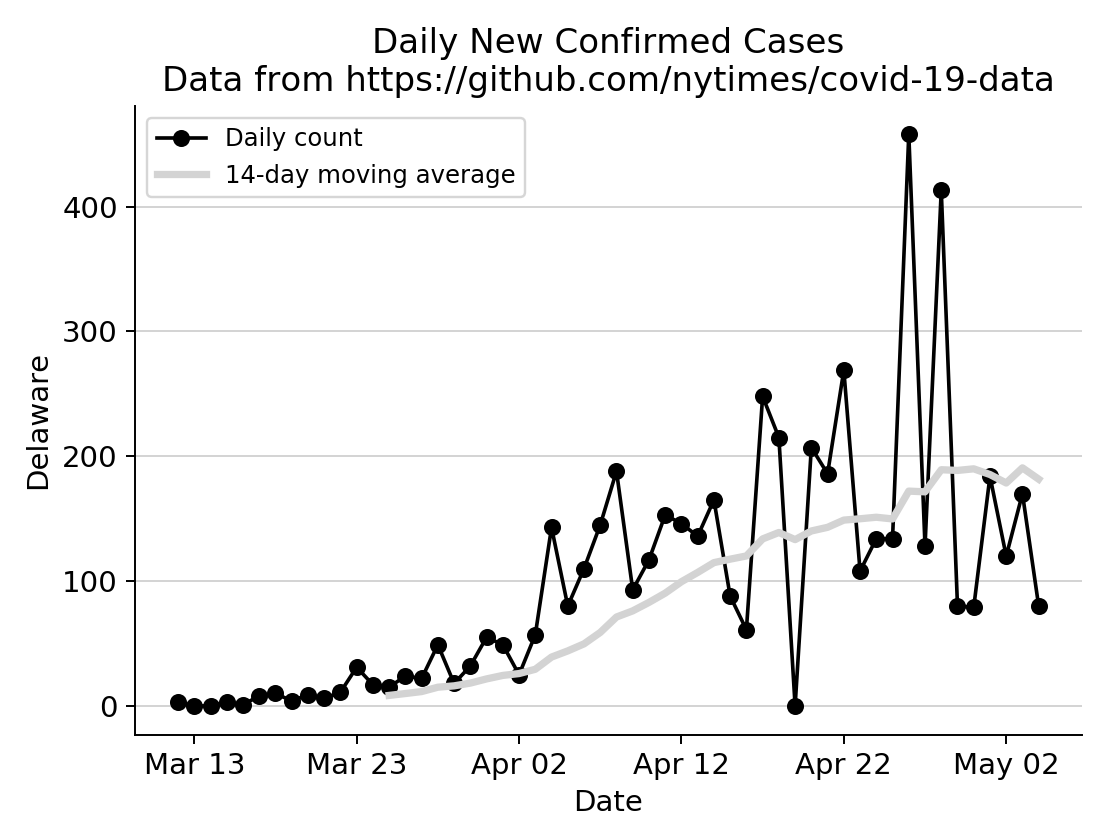 Daily New Confirmed Cases
Data from https://github.com/nytimes/covid-19-data
Daily count
14-day moving average
400
300
200
100
0
Delaware
Mar 13
Mar 23
Apr 02
Apr 12
Apr 22
May 02
Date